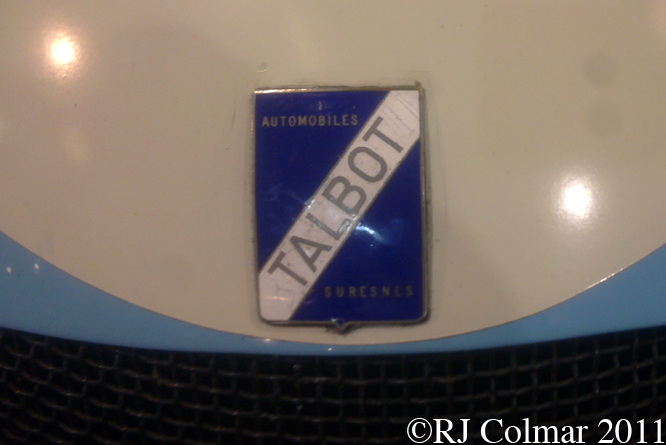 AUTOMOBILES
TALBOT
SURESNES
©RJ Colmar 2011